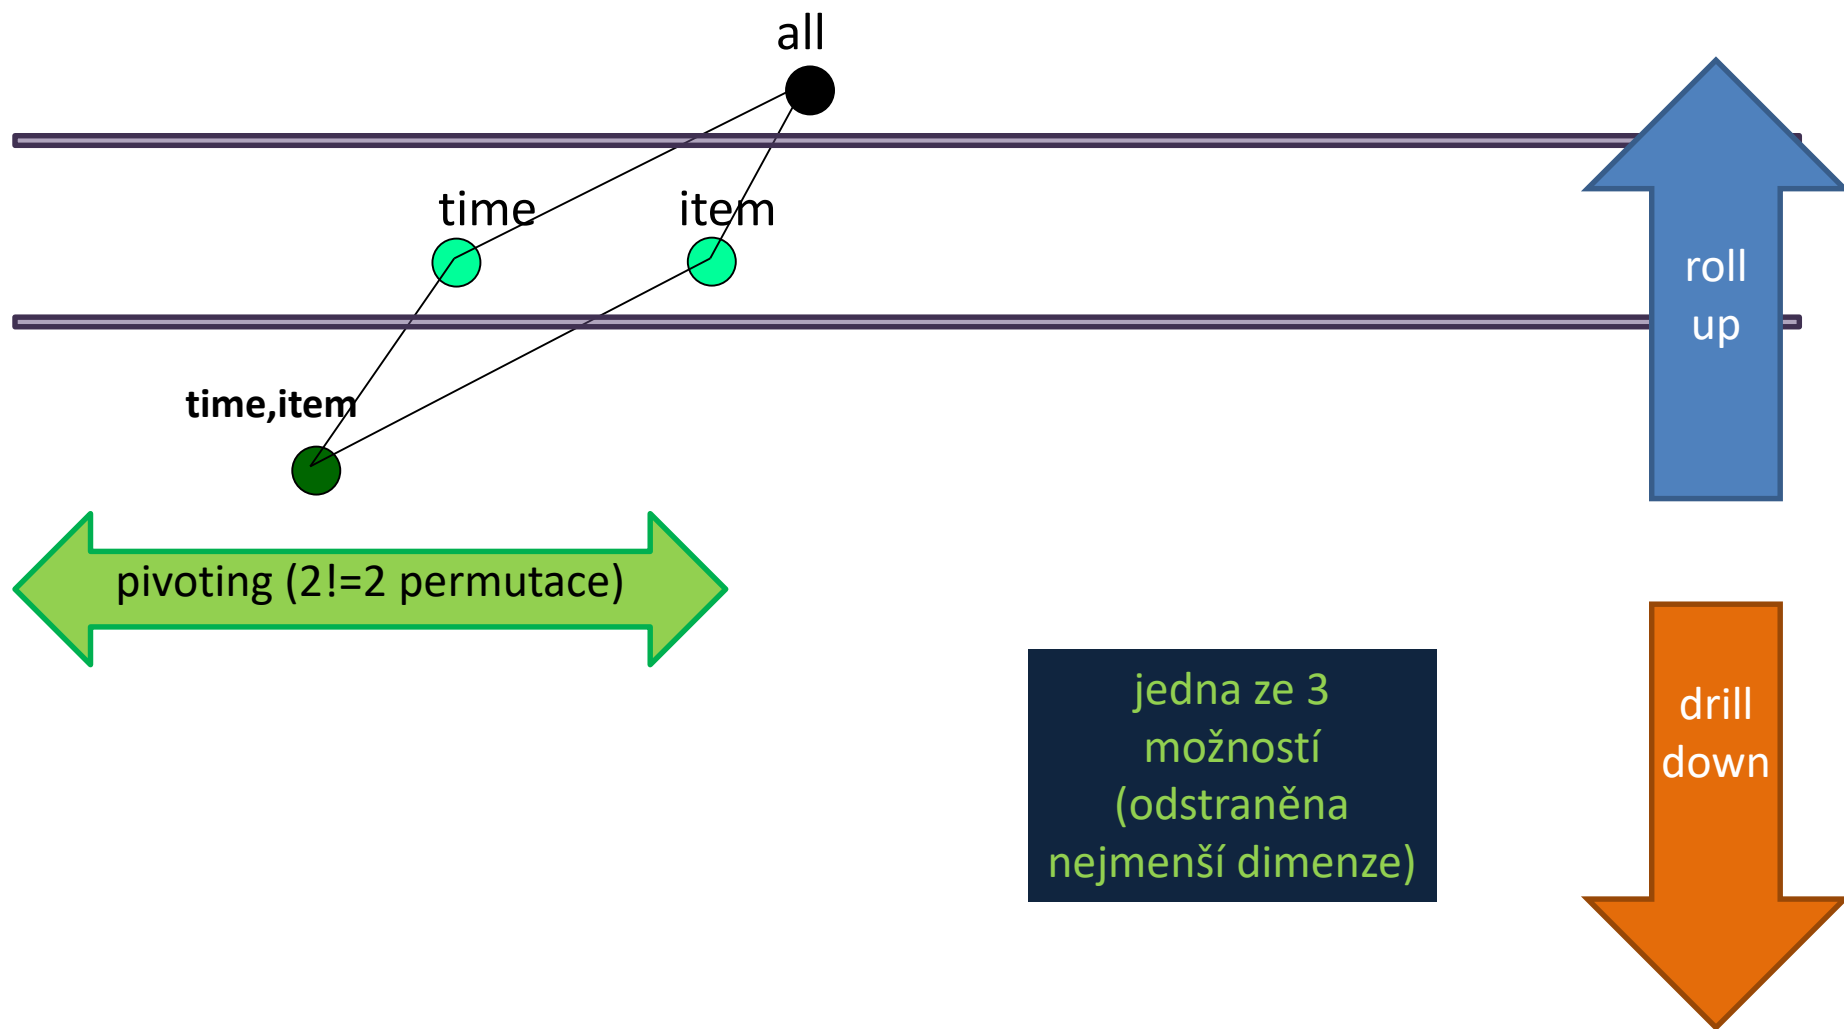 all
time
item
time,item
roll
up
pivoting (2!=2 permutace)
jedna ze 3
možností
(odstraněna
nejmenší dimenze)
drill
down